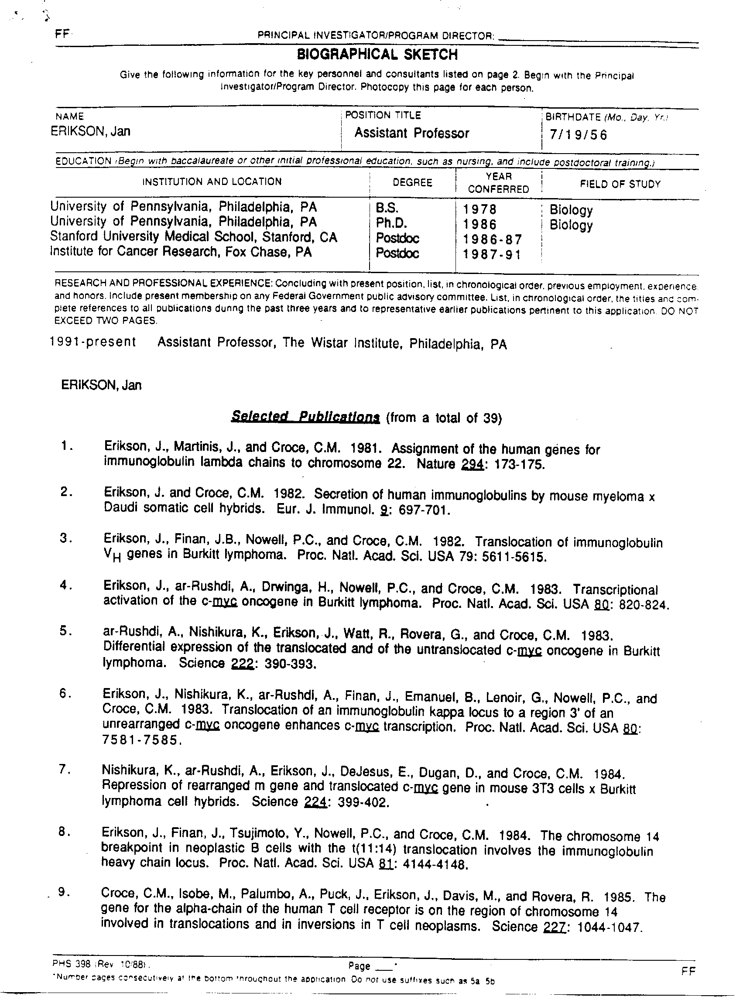 FF
PRINCIPAL INVESTIGATOR/PROGRAM DIRECTOR:
BIOGRAPHICAL SKETCH
Give the following information for the key personnel and consultants listed on page 2. Begin with the Principal
Investigator/Program Director. Photocopy this page for each person.
NAME POSITION TITLE BIRTHDATE (Mo., Day, Yr.)
ERIKSON, Jan Assistant Professor 7/19/56
EDUCATION (Begin with baccalaureate or other initial professional education, such as nursing, and include postdoctoral training.)
INSTITUTION AND LOCATION DEGREE YEAR CONFERRED FIELD OF STUDY
University of Pennsylvania, Philadelphia, PA B.S. 1978 Biology
University of Pennsylvania, Philadelphia, PA Ph.D. 1986 Biology
Stanford University Medical School, Stanford, CA Postdoc 1986-87
Institute for Cancer Research, Fox Chase, PA Postdoc 1987-91
RESEARCH AND PROFESSIONAL EXPERIENCE: Concluding with present position, list, in chronological order, previous employment, experience,
and honors. Include present membership on any Federal Government public advisory committee. List, in chronological order, the titles and com-
plete references to all publications during the past three years and to representative earlier publications pertinent to this application. DO NOT
EXCEED TWO PAGES.
1991-present Assistant Professor, The Wistar Institute, Philadelphia, PA
ERIKSON, Jan
Selected Publications (from a total of 39)
1. Erikson, J., Martinis, J., and Croce, C.M. 1981. Assignment of the human genes for
immunoglobulin lambda chains to chromosome 22. Nature 294: 173-175.
2. Erikson, J. and Croce, C.M. 1982. Secretion of human immunoglobulins by mouse myeloma x
Daudi somatic cell hybrids. Eur. J. Immunol. 9: 697-701.
3. Erikson, J., Finan, J.B., Nowell, P.C., and Croce, C.M. 1982. Translocation of immunoglobulin
VH genes in Burkitt lymphoma. Proc. Natl. Acad. Sci. USA 79: 5611-5615.
4. Erikson, J., ar-Rushdi, A., Drwinga, H., Nowell, P.C., and Croce, C.M. 1983. Transcriptional
activation of the c-myc oncogene in Burkitt lymphoma. Proc. Natl. Acad. Sci. USA 80: 820-824.
5. ar-Rushdi, A., Nishikura, K., Erikson, J., Watt, R., Rovera, G., and Croce, C.M. 1983.
Differential expression of the translocated and of the untranslocated c-myc oncogene in Burkitt
lymphoma. Science 222: 390-393.
6. Erikson, J., Nishikura, K., ar-Rushdi, A., Finan, J., Emanuel, B., Lenoir, G., Nowell, P.C., and
Croce, C.M. 1983. Translocation of an immunoglobulin kappa locus to a region 3' of an
unrearranged c-myc oncogene enhances c-myc transcription. Proc. Natl. Acad. Sci. USA 80:
7581-7585.
7. Nishikura, K., ar-Rushdi, A., Erikson, J., DeJesus, E., Dugan, D., and Croce, C.M. 1984.
Repression of rearranged m gene and translocated c-myc gene in mouse 3T3 cells x Burkitt
lymphoma cell hybrids. Science 224: 399-402.
8. Erikson, J., Finan, J., Tsujimoto, Y., Nowell, P.C., and Croce, C.M. 1984. The chromosome 14
breakpoint in neoplastic B cells with the t(11:14) translocation involves the immunoglobulin
heavy chain locus. Proc. Natl. Acad. Sci. USA 81: 4144-4148.
9. Croce, C.M., Isobe, M., Palumbo, A., Puck, J., Erikson, J., Davis, M., and Rovera, R. 1985. The
gene for the alpha-chain of the human T cell receptor is on the region of chromosome 14
involved in translocations and in inversions in T cell neoplasms. Science 227: 1044-1047.
PHS 398 (Rev. 10/88) Page ___* FF
*Number pages consecutively at the bottom throughout the application. Do not use suffixes such as 5a, 5b